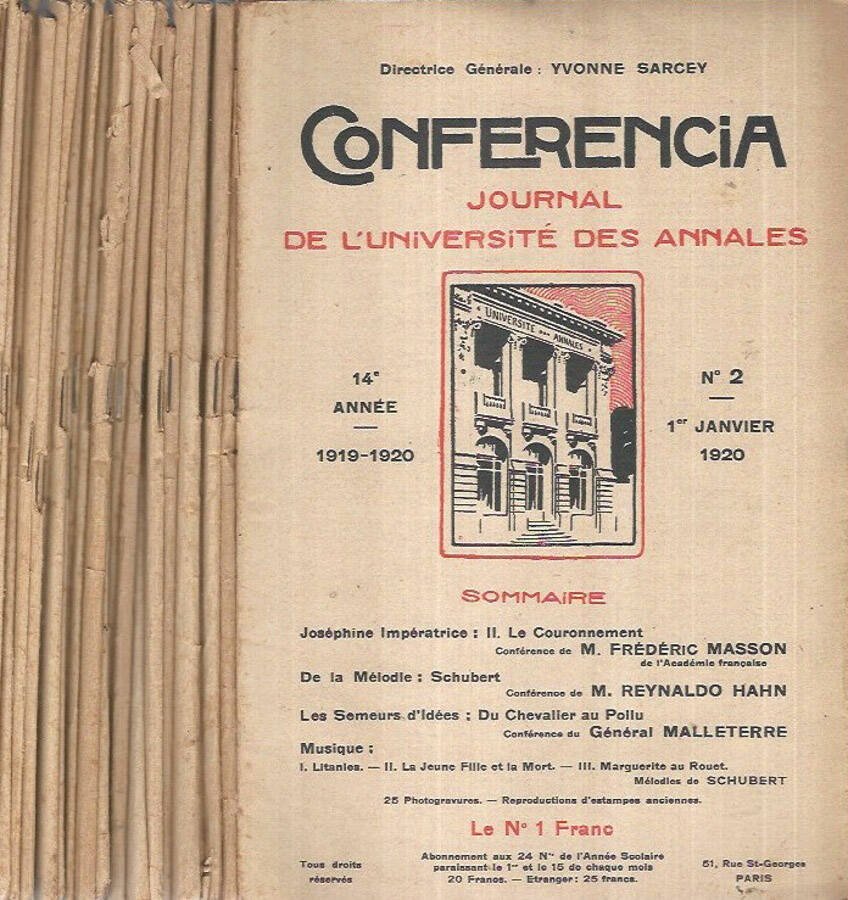 Directrice Générale : YVONNE SARCEY
CONFERENCiA
JOURNAL
DE L'UNiVERSiTÉ DES ANNALES
UNIVERSITÉ DES ANNALES
14e
ANNÉE
1919-1920
N° 2
1er JANVIER
1920
SOMMAiRE
Joséphine Impératrice : II. Le Couronnement
Conférence de M. FRÉDÉRIC MASSON
de l'Académie française
De la Mélodie : Schubert
Conférence de M. REYNALDO HAHN
Les Semeurs d'Idées : Du Chevalier au Poilu
Conférence du Général MALLETERRE
Musique :
I. Litanies. — II. La Jeune Fille et la Mort. — III. Marguerite au Rouet.
Mélodies de SCHUBERT
25 Photogravures. — Reproductions d'estampes anciennes.
Le N° 1 Franc
Tous droits
réservés
Abonnement aux 24 Nos de l'Année Scolaire
paraissant le 1er et le 15 de chaque mois
20 Francs. — Etranger : 25 francs.
51, Rue St-Georges
PARIS